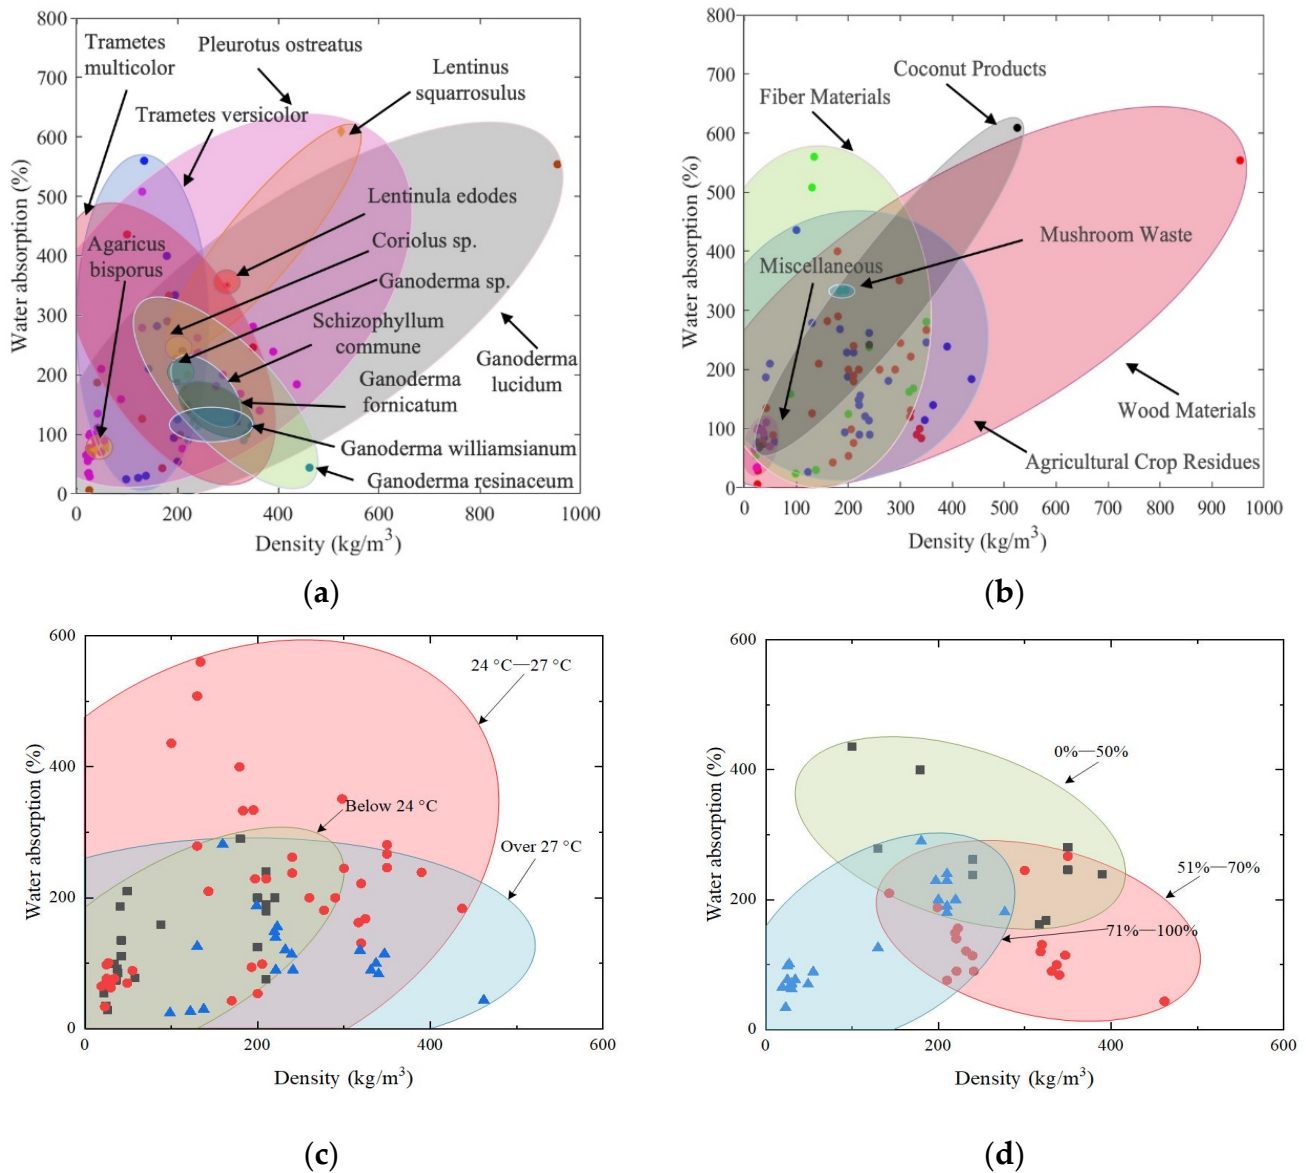 800
700
600
500
400
300
200
100
0
Water absorption (%)
Trametes
multicolor
Pleurotus ostreatus
Lentinus
squarrosulus
Trametes versicolor
Lentinula edodes
Agaricus
bisporus
Coriolus sp.
Ganoderma sp.
Schizophyllum
commune
Ganoderma
lucidum
Ganoderma
fornicatum
Ganoderma williamsianum
Ganoderma resinaceum
0 200 400 600 800 1000
Density (kg/m³)
(a)
800
700
600
500
400
300
200
100
0
Water absorption (%)
Coconut Products
Fiber Materials
Mushroom Waste
Miscellaneous
Wood Materials
Agricultural Crop Residues
0 100 200 300 400 500 600 700 800 900 1000
Density (kg/m³)
(b)
600
400
200
0
Water absorption (%)
24 °C—27 °C
Below 24 °C
Over 27 °C
0 200 400 600
Density (kg/m³)
(c)
600
400
200
0
Water absorption (%)
0%—50%
51%—70%
71%—100%
0 200 400 600
Density (kg/m³)
(d)